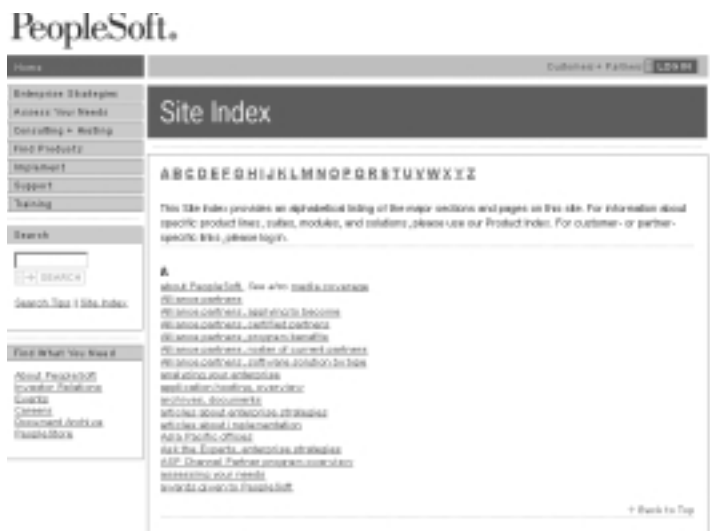 PeopleSoft.
Home
Customer + Partner LOGIN
Enterprise Strategies
Assess Your Needs
Consulting + Hosting
Find Products
Implement
Support
Training
Site Index
A B C D E F G H I J K L M N O P Q R S T U V W X Y Z
This Site Index provides an alphabetical listing of the major sections and pages on this site. For information about
specific product lines, suites, modules, and solutions, please use our Product Index. For customer- or partner-
specific links, please log in.
Search
SEARCH
Search Tips | Site Index
Find What You Need
About PeopleSoft
Investor Relations
Events
Careers
Document Archive
PeopleStore
A
about PeopleSoft, See also media coverage
Alliance partners
Alliance partners, applying to become
Alliance partners, certified partners
Alliance partners, program benefits
Alliance partners, roster of current partners
Alliance partners, software solution by type
analyzing your enterprise
application hosting, overview
archives, documents
articles about enterprise strategies
articles about implementation
Asia Pacific offices
Ask the Experts, enterprise strategies
ASP Channel Partner program overview
assessing your needs
awards given to PeopleSoft
Back to Top